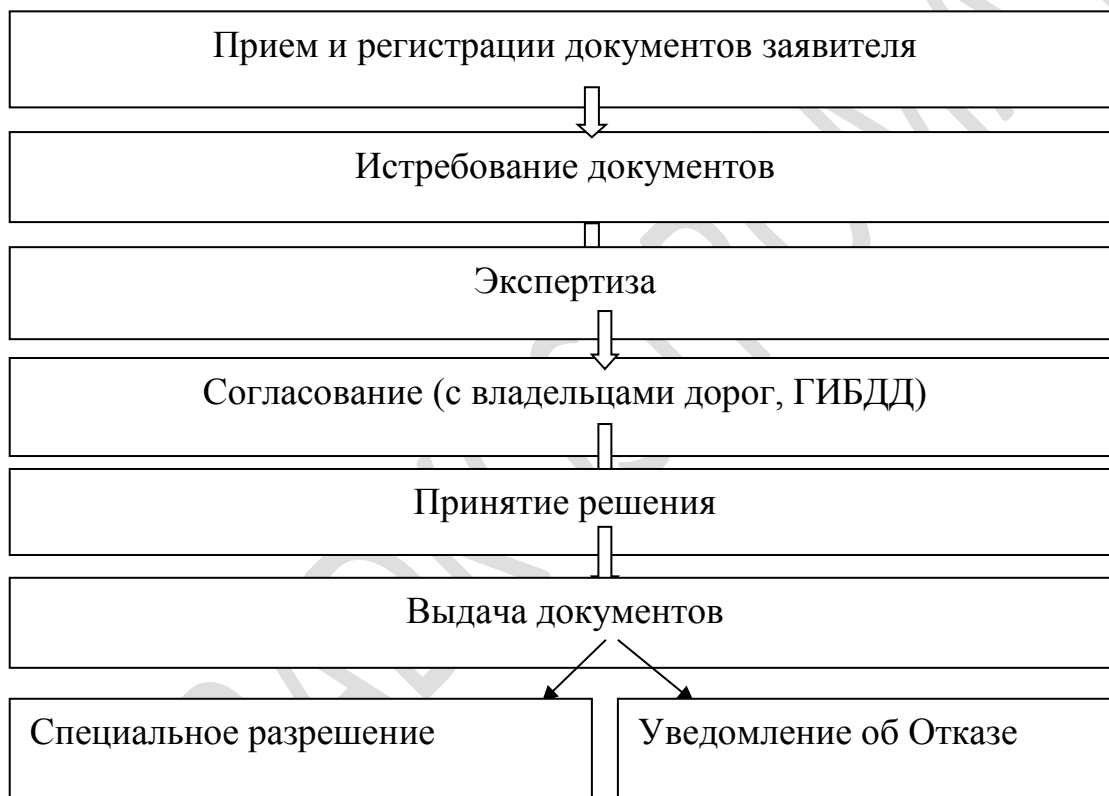 Прием и регистрации документов заявителя
Истребование документов
Экспертиза
Согласование (с владельцами дорог, ГИБДД)
Принятие решения
Выдача документов
Специальное разрешение
Уведомление об Отказе